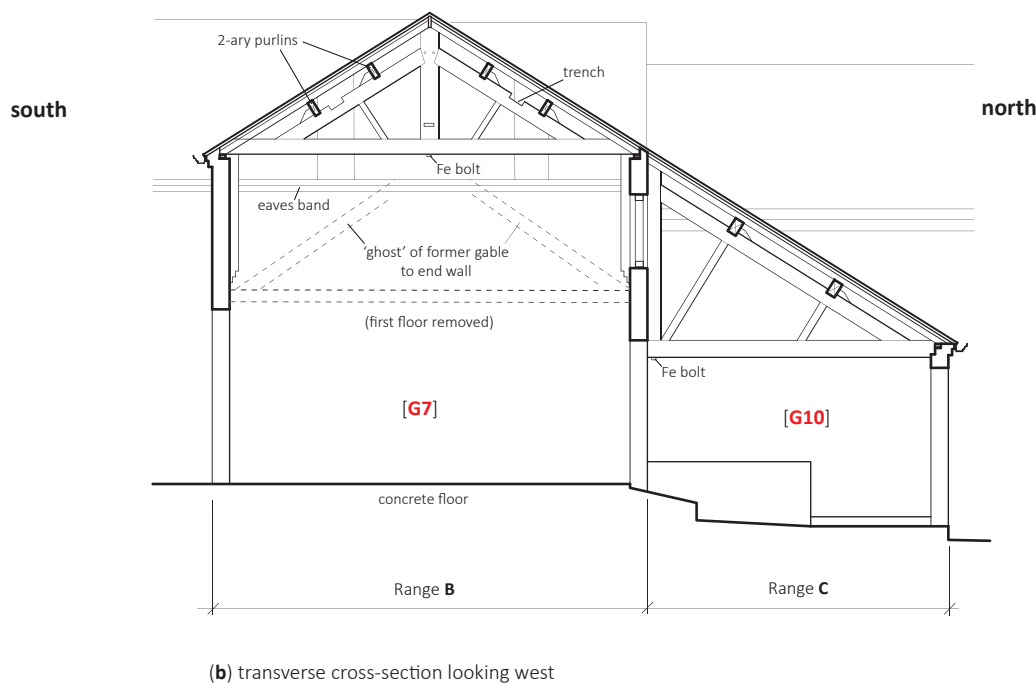 2-ary purlins
trench
south
north
Fe bolt
eaves band
'ghost' of former gable
to end wall
(first floor removed)
Fe bolt
[G7]
[G10]
concrete floor
Range B
Range C
(b) transverse cross-section looking west